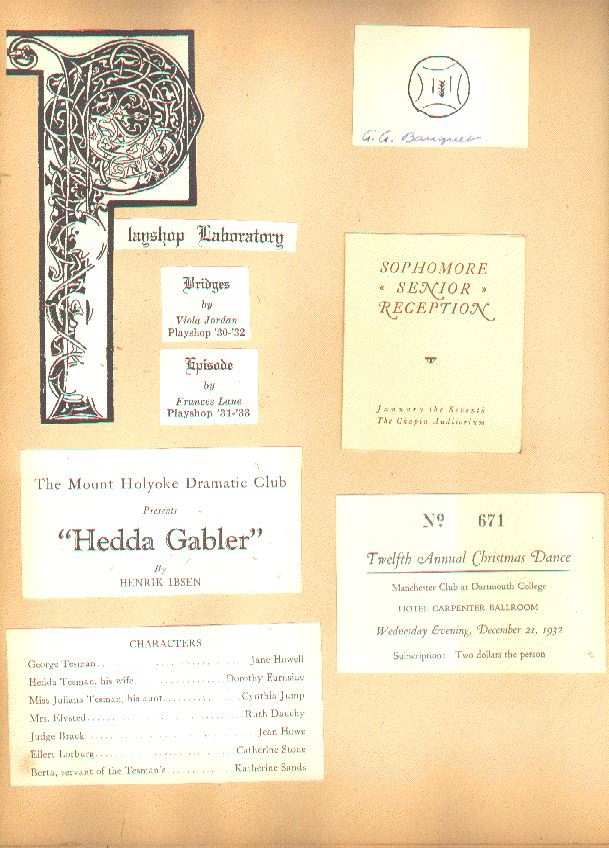 Playshop Laboratory
Bridges
by
Viola Jordan
Playshop '30-'32
Episode
by
Frances Lane
Playshop '31-'33
The Mount Holyoke Dramatic Club
Presents
“Hedda Gabler”
By
HENRIK IBSEN
CHARACTERS
George Tesman..........Jane Howell
Hedda Tesman, his wife..........Dorothy Burnside
Miss Juliana Tesman, his aunt..........Cynthia Jump
Mrs. Elvsted..........Ruth Dauchy
Judge Brack..........Jean Howe
Eilert Lovborg..........Catherine Stone
Berta, servant of the Tesman's..........Katherine Sands
G.G. Banquet
SOPHOMORE
« SENIOR »
RECEPTION
January the Seventh
The Chapin Auditorium
No 671
Twelfth Annual Christmas Dance
Manchester Club at Dartmouth College
HOTEL CARPENTER BALLROOM
Wednesday Evening, December 21, 1932
Subscription: Two dollars the person